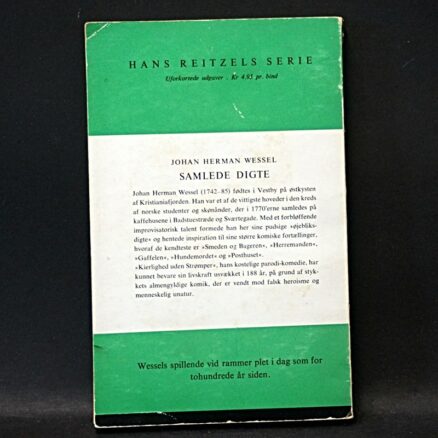 HANS REITZELS SERIE
Uforkortede udgaver . Kr 4.95 pr. bind
JOHAN HERMAN WESSEL
SAMLEDE DIGTE
Johan Herman Wessel (1742-85) fødtes i Vestby på østkysten
af Kristianiafjorden. Han var et af de vittigste hoveder i den kreds
af norske studenter og skønånder, der i 1770'erne samledes på
kaffehusene i Badstuestræde og Sværtegade. Med et forbløffende
improvisatorisk talent formede han her sine pudsige »øjebliks-
digte« og hentede inspiration til sine større komiske fortællinger,
hvoraf de kendteste er »Smeden og Bageren«, »Herremanden«,
»Gaffelen«, »Hundemordet« og »Posthuset«.
»Kierlighed uden Strømper«, hans kostelige parodi-komedie, har
kunnet bevare sin livskraft usvækket i 188 år, på grund af styk-
kets almengyldige komik, der er vendt mod falsk heroisme og
menneskelig unatur.
Wessels spillende vid rammer plet i dag som for
tohundrede år siden.